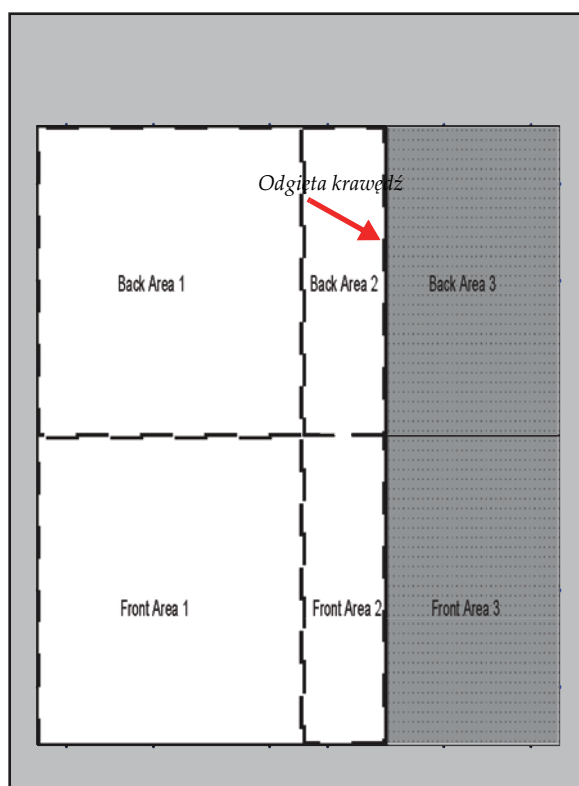 Odgięta krawędź
Back Area 1
Back Area 2
Back Area 3
Front Area 1
Front Area 2
Front Area 3